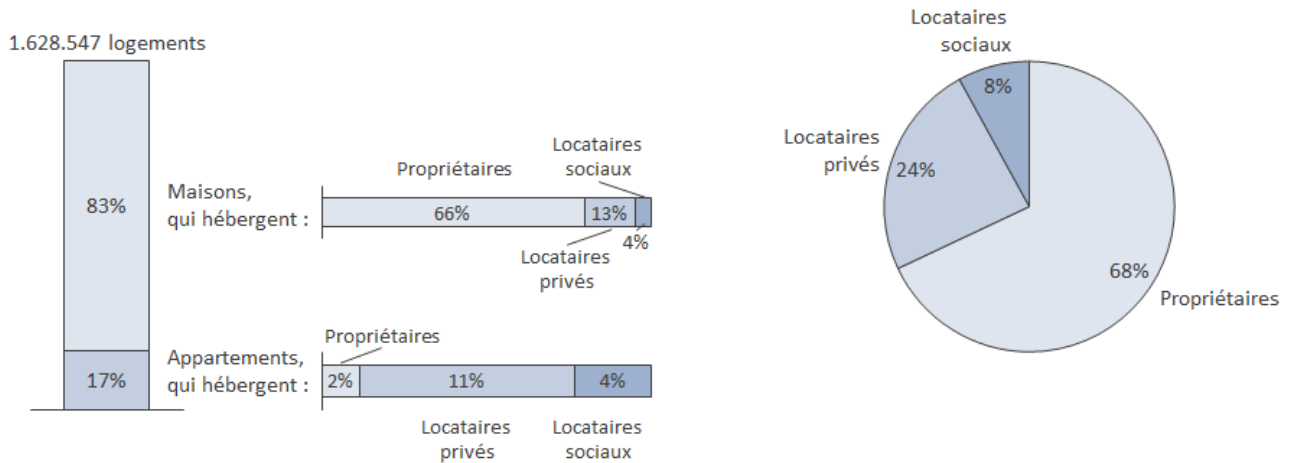 1.628.547 logements
83%
17%
Maisons,
qui hébergent :
Propriétaires
Locataires
sociaux
66%
13%
4%
Locataires
privés
Appartements,
qui hébergent :
Propriétaires
2%
11%
4%
Locataires
privés
Locataires
sociaux
Locataires
sociaux
8%
Locataires
privés
24%
68%
Propriétaires